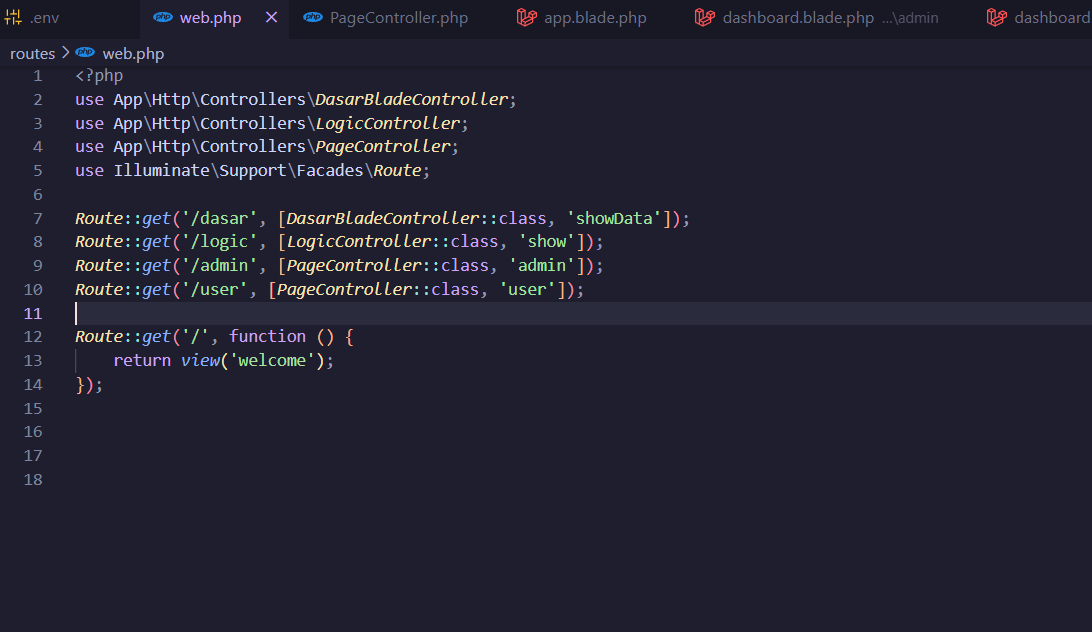 .env
web.php
PageController.php
app.blade.php
dashboard.blade.php ...\admin
dashboard
routes > web.php
1 <?php
2 use App\Http\Controllers\DasarBladeController;
3 use App\Http\Controllers\LogicController;
4 use App\Http\Controllers\PageController;
5 use Illuminate\Support\Facades\Route;
6
7 Route::get('/dasar', [DasarBladeController::class, 'showData']);
8 Route::get('/logic', [LogicController::class, 'show']);
9 Route::get('/admin', [PageController::class, 'admin']);
10 Route::get('/user', [PageController::class, 'user']);
11
12 Route::get('/', function () {
13     return view('welcome');
14 });
15
16
17
18